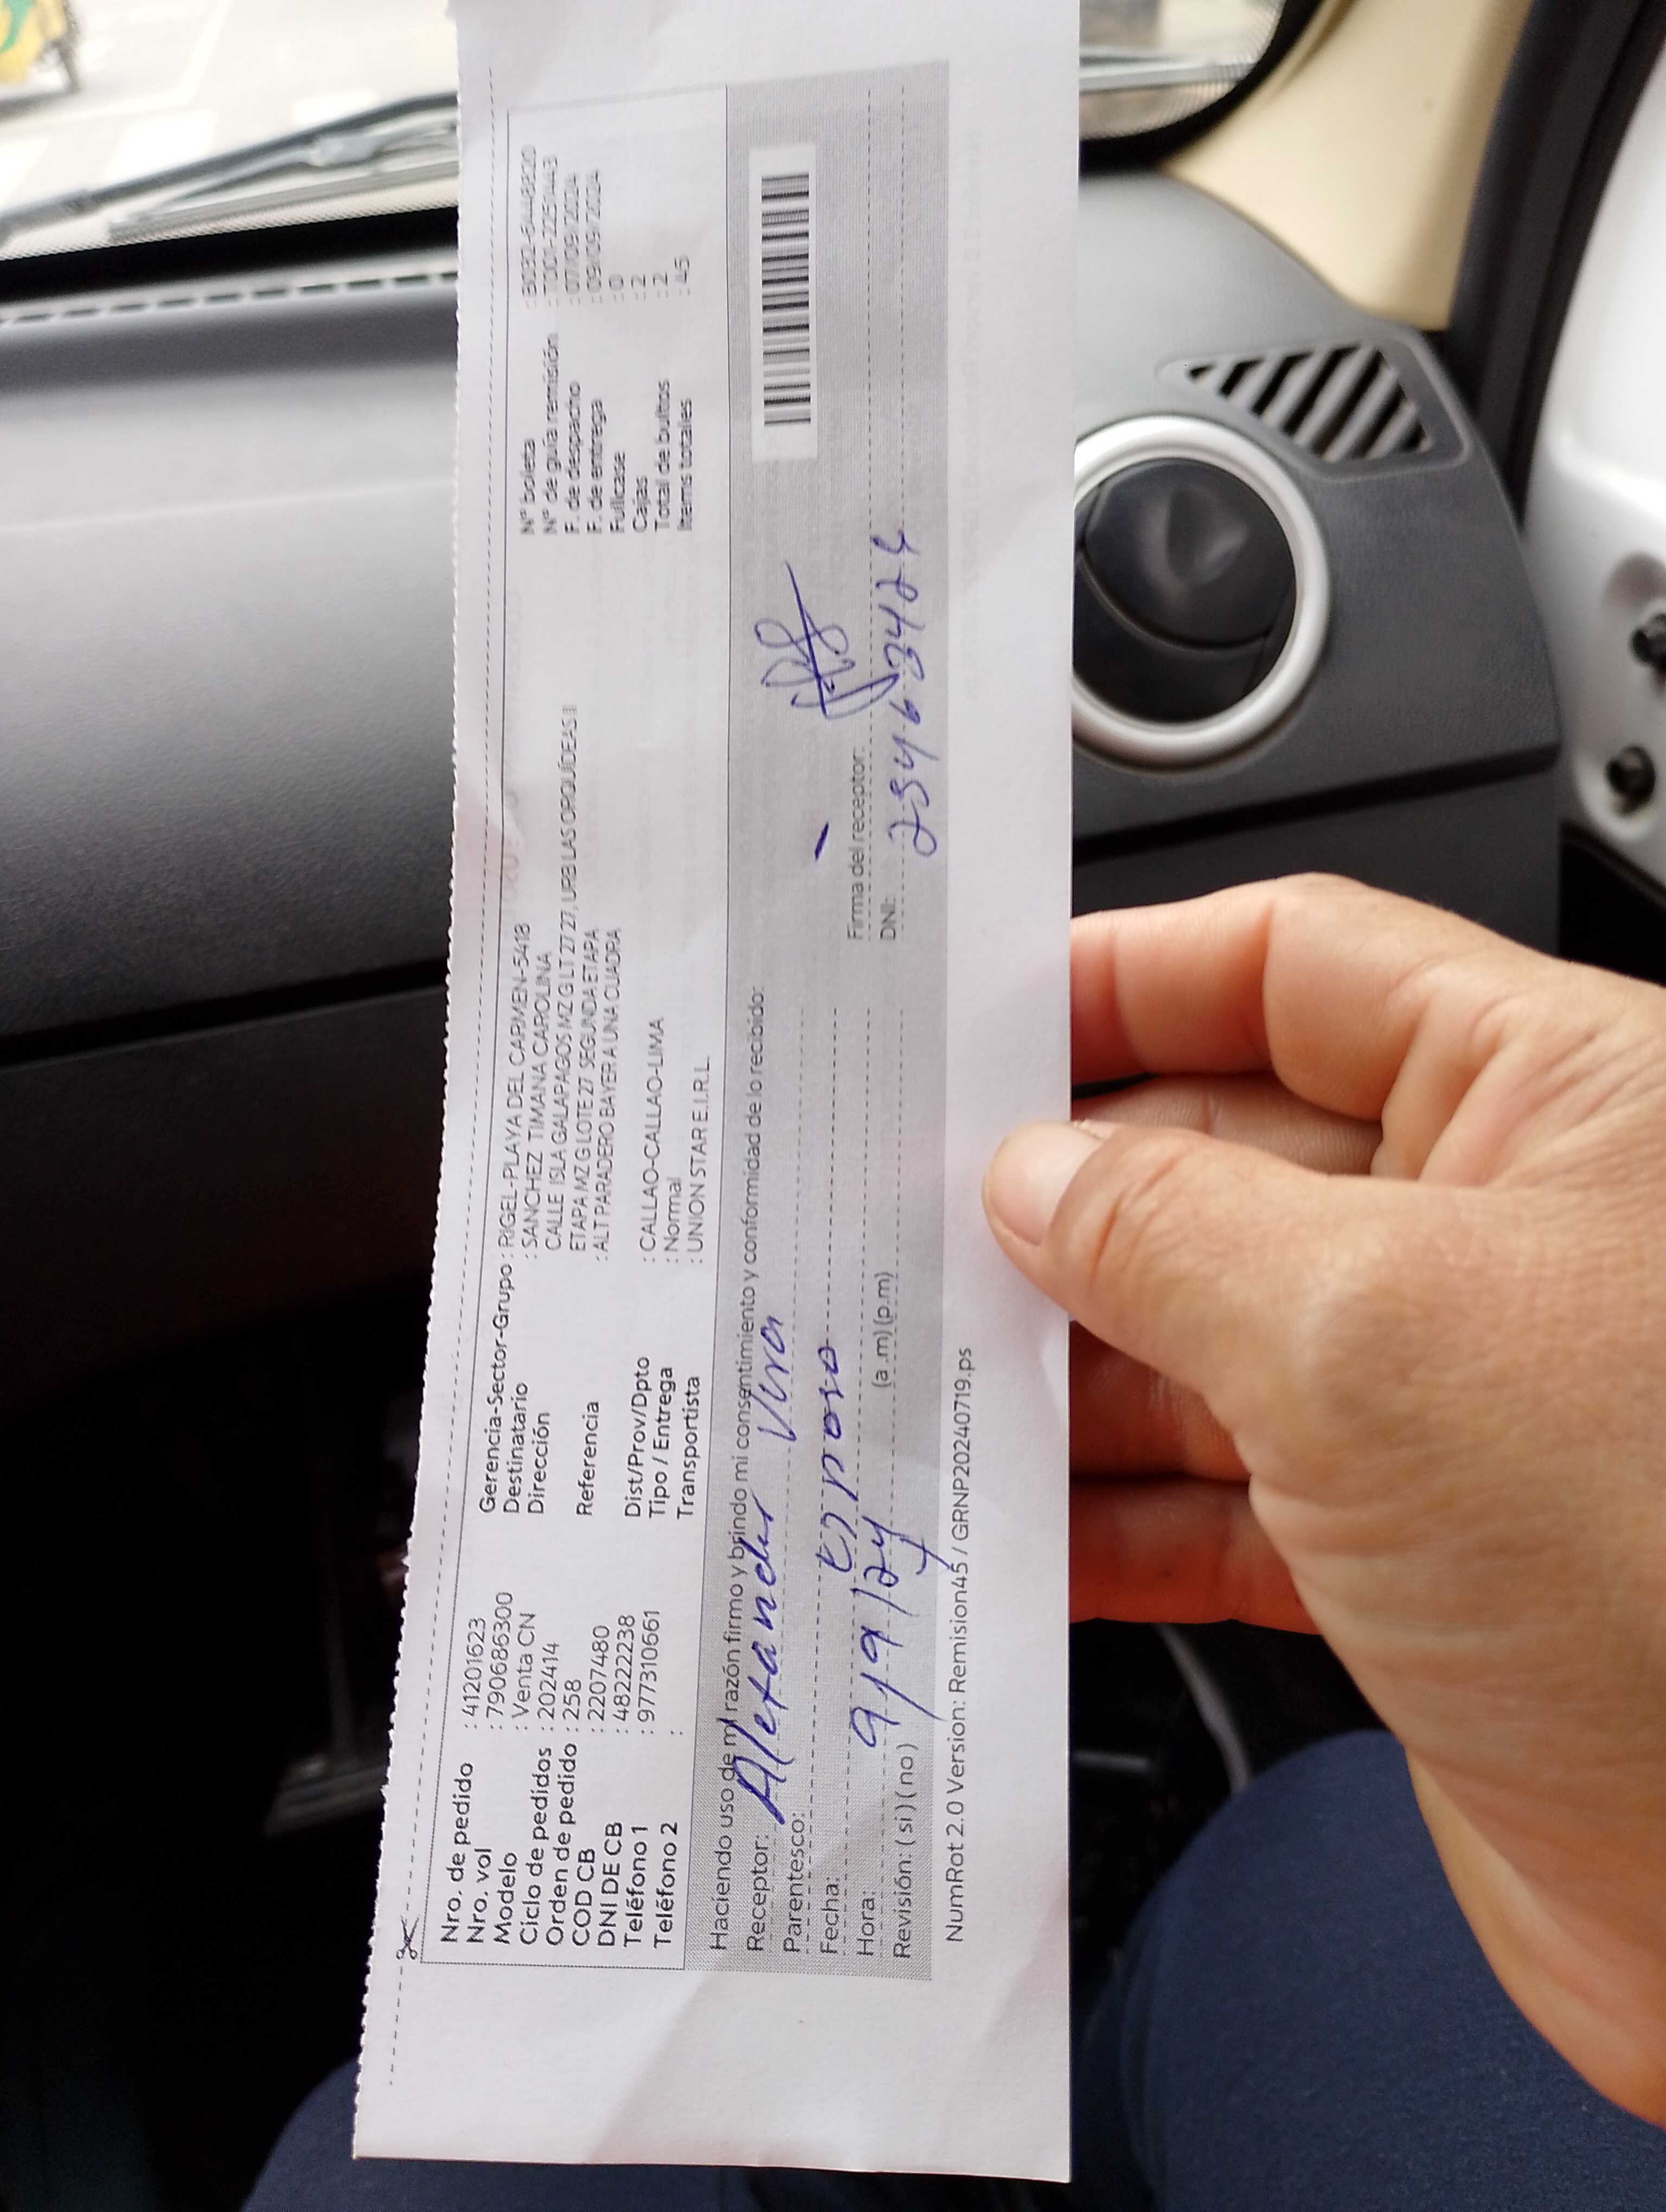 Nro. de pedido : 41201623
Nro. vol : 790686300
Modelo : Venta CN
Ciclo de pedidos : 202414
Orden de pedido : 258
COD CB : 2207480
DNI DE CB : 48222238
Teléfono 1 : 977310661
Teléfono 2 :
Gerencia-Sector-Grupo : RIGEL-PLAYA DEL CARMEN-5418
Destinatario : SANCHEZ TIMANA CAROLINA
Dirección CALLE ISLA GALAPAGOS MZ G LT 27 27, URB LAS ORQUÍDEAS II
ETAPA MZ G LOTE 27 SEGUNDA ETAPA
Referencia : ALT PARADERO BAYER A UNA CUADRA
Dist/Prov/Dpto : CALLAO-CALLAO-LIMA
Tipo / Entrega : Normal
Transportista : UNION STAR E.I.R.L.
N° boleta
N° de guía remisión
F. de despacho : 07/09/2024
F. de entrega : 09/09/2024
Fullcase : 0
Cajas : 2
Total de bultos : 2
Items totales : 45
Haciendo uso de mi razón firmo y brindo mi consentimiento y conformidad de lo recibido:
Receptor: Alexander Vera
Parentesco: Esposo
Fecha: 9/9/24
Hora: (a.m) (p.m)
Revisión: (si) (no)
Firma del receptor:
DNI:
NumRot 2.0 Version: Remision45 / GRNP20240719.ps